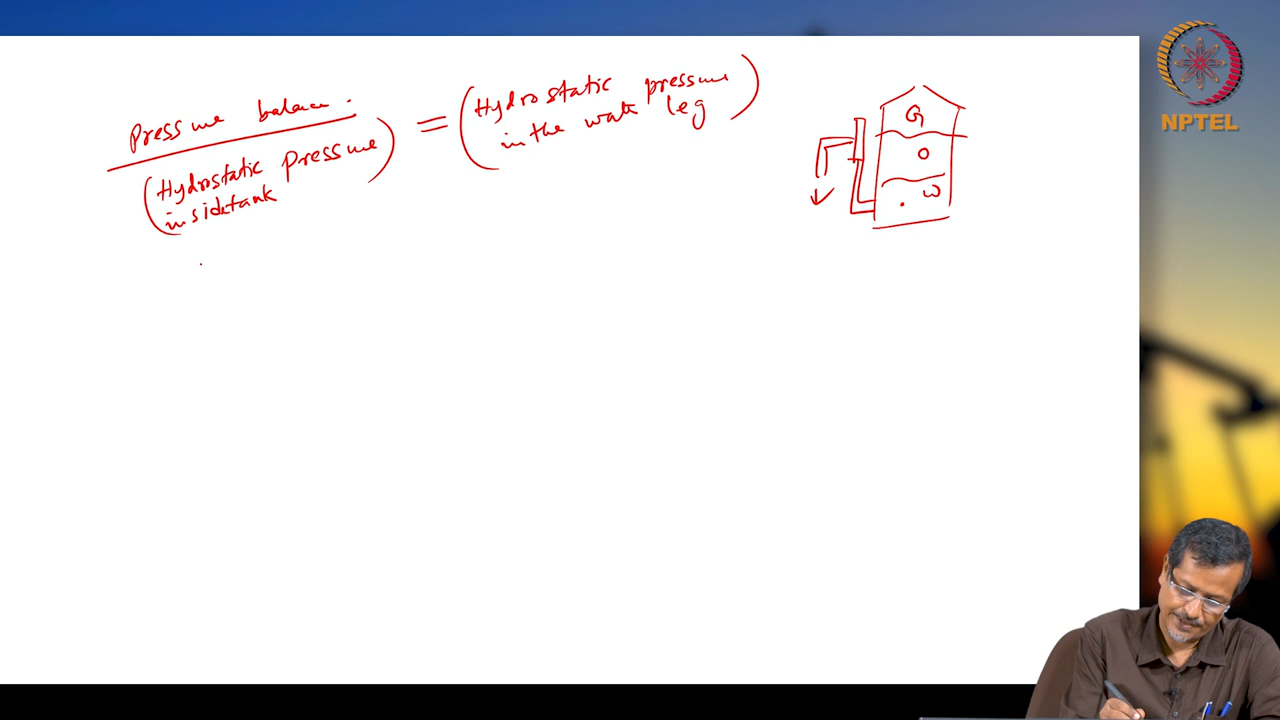 Pressure balance.
(Hydrostatic pressure
inside tank)
=
(Hydrostatic pressure
in the water leg)
G
O
W
NPTEL